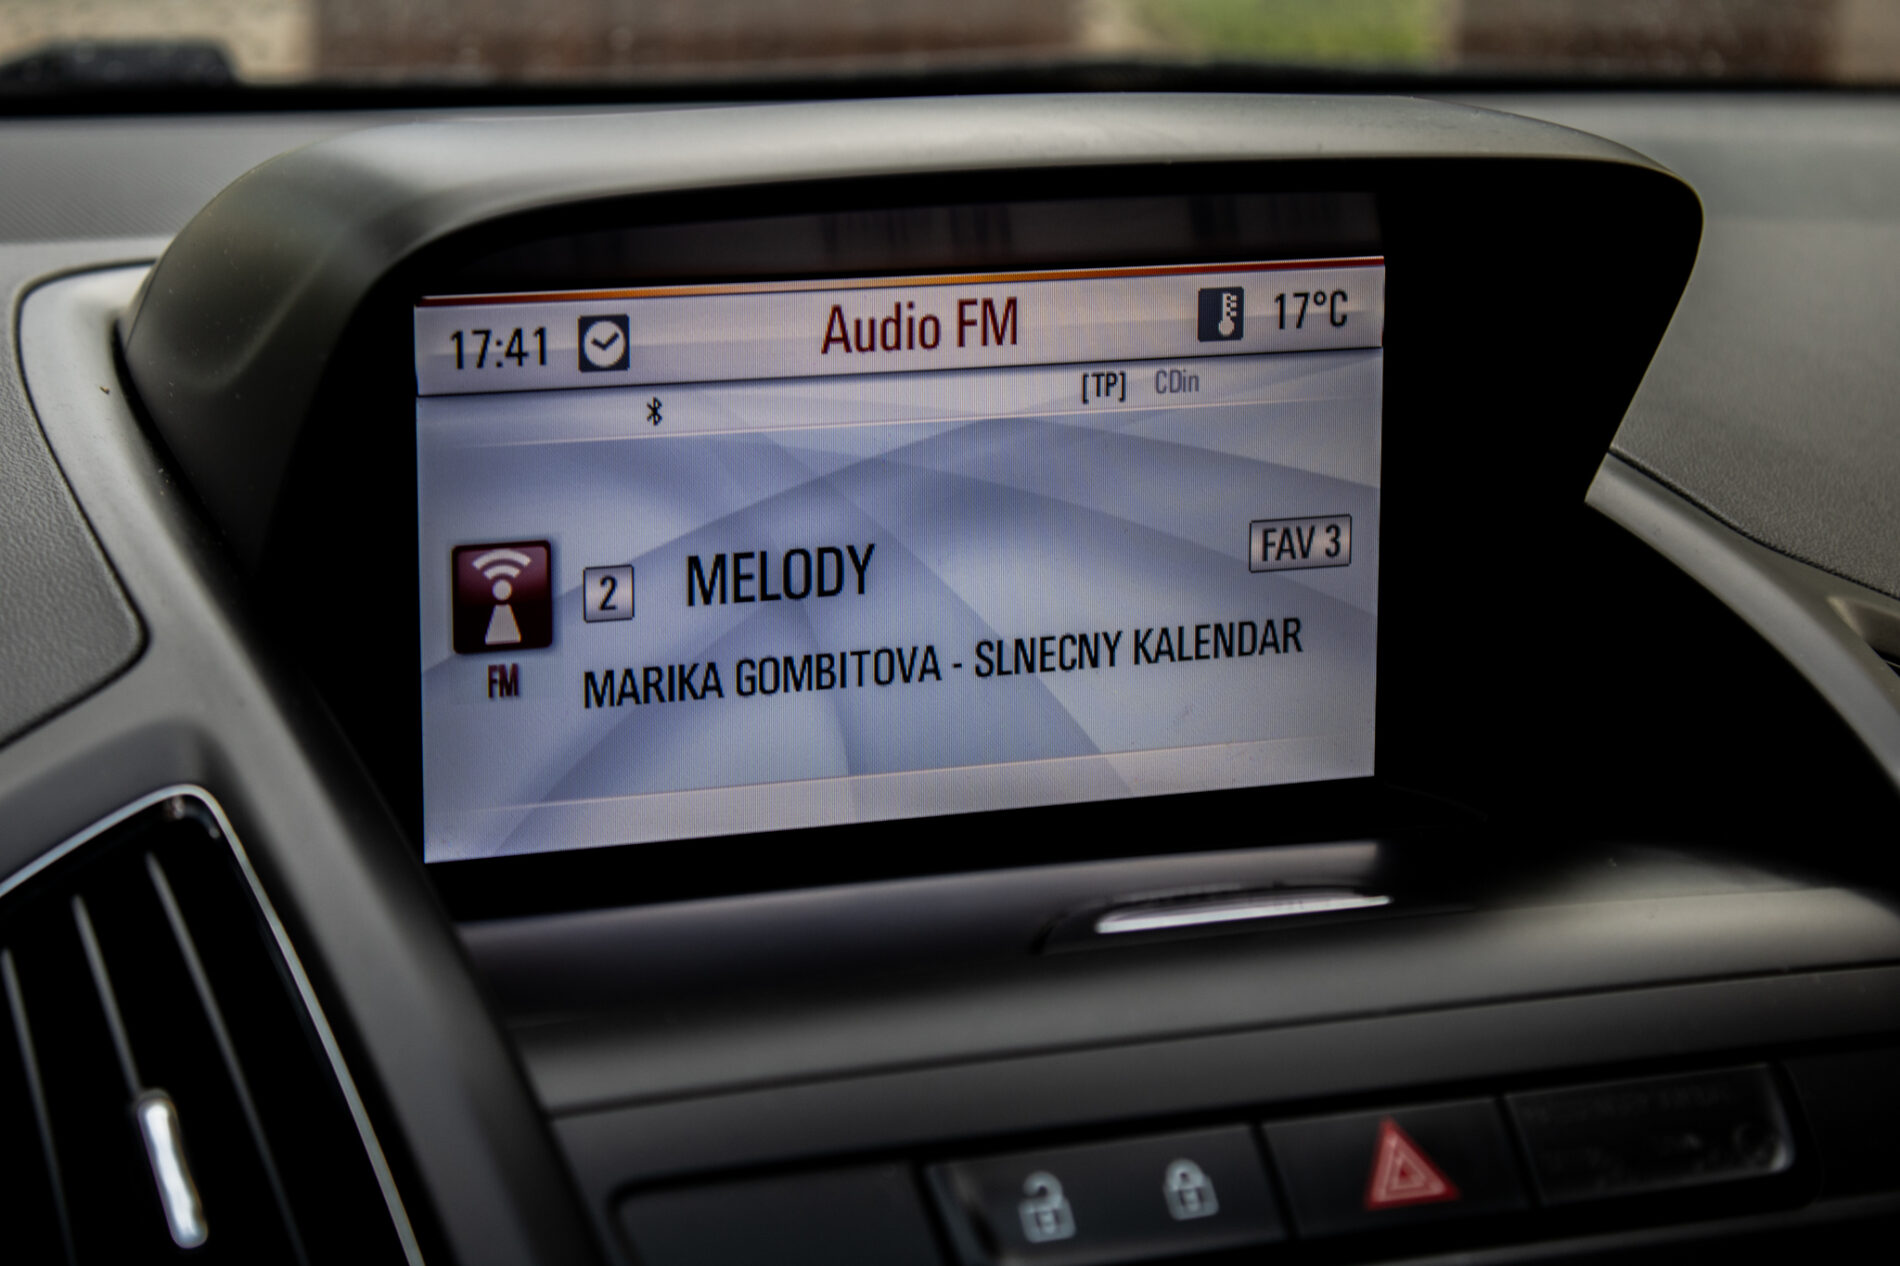 17:41 Audio FM 17°C
[TP] CDin
FAV 3
2 MELODY
FM MARIKA GOMBITOVA - SLNECNY KALENDAR